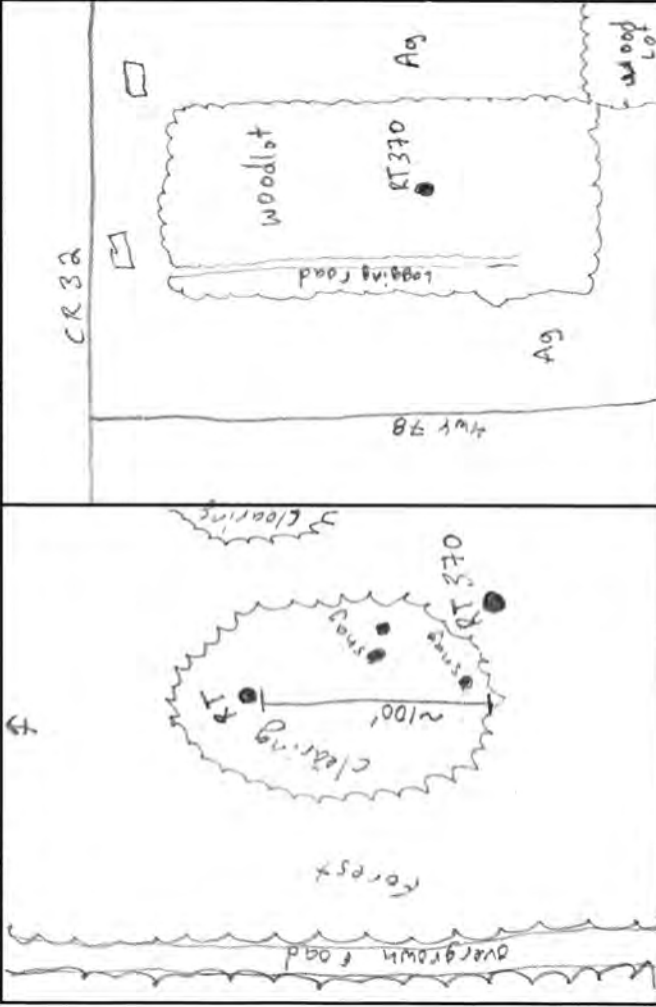 CR 32
woodlot
Ag
RT370
Logging road
Ag
Hwy 78
wood
Lot
clearing
RT
clearing
~100'
snag
snag
RT 370
Forest
overgrown road